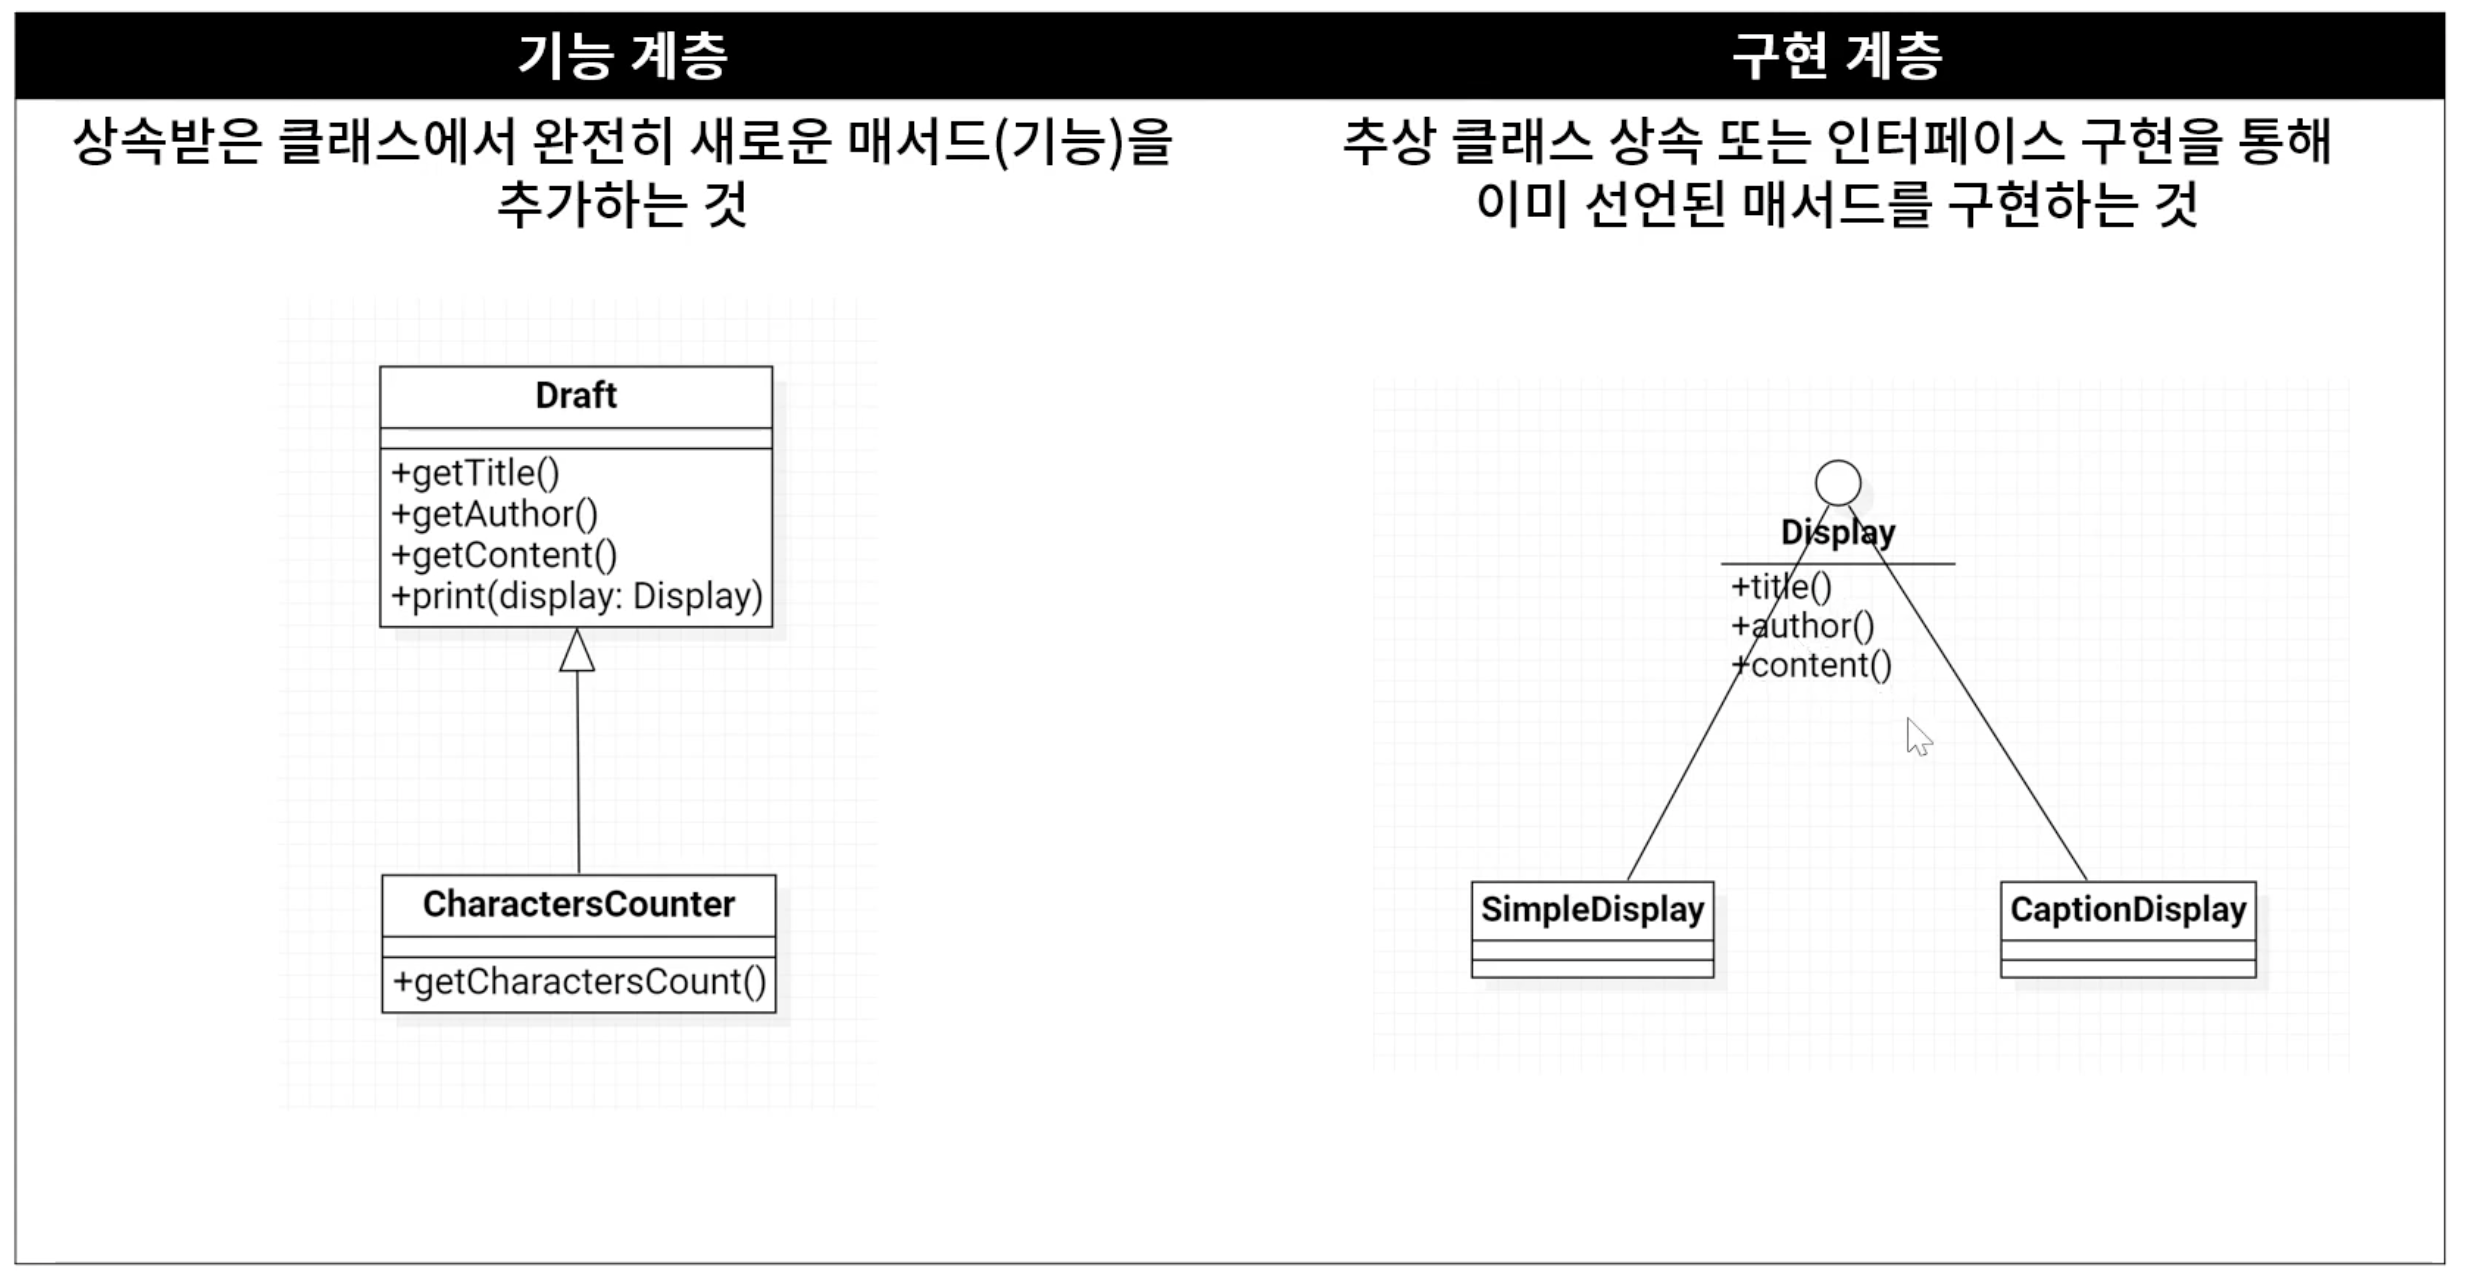 기능 계층
구현 계층
상속받은 클래스에서 완전히 새로운 매서드(기능)을
추가하는 것
추상 클래스 상속 또는 인터페이스 구현을 통해
이미 선언된 매서드를 구현하는 것
Draft
+getTitle()
+getAuthor()
+getContent()
+print(display: Display)
CharactersCounter
+getCharactersCount()
Display
+title()
+author()
+content()
SimpleDisplay
CaptionDisplay